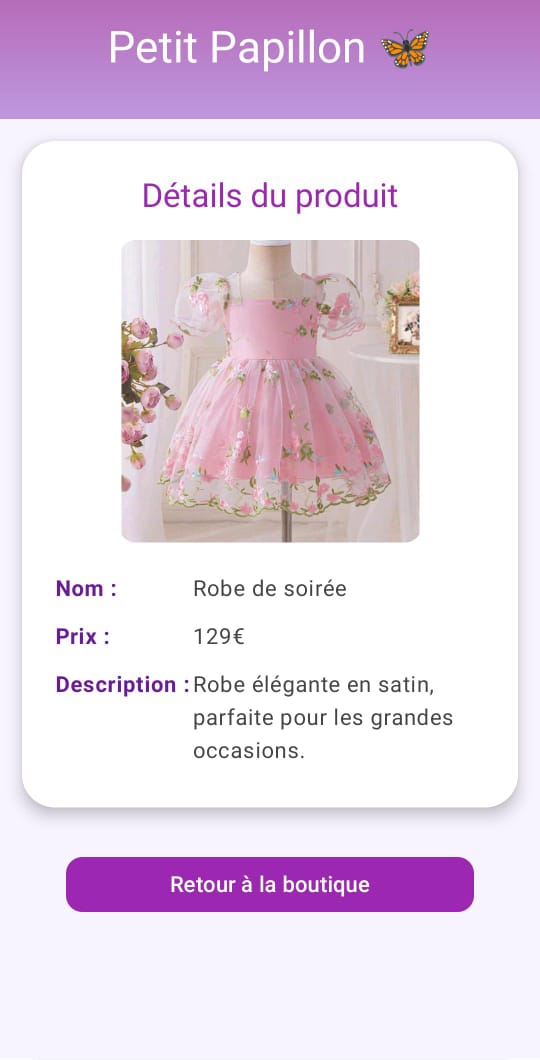 Petit Papillon 🦋
Détails du produit
Nom : Robe de soirée
Prix : 129€
Description : Robe élégante en satin,
parfaite pour les grandes
occasions.
Retour à la boutique